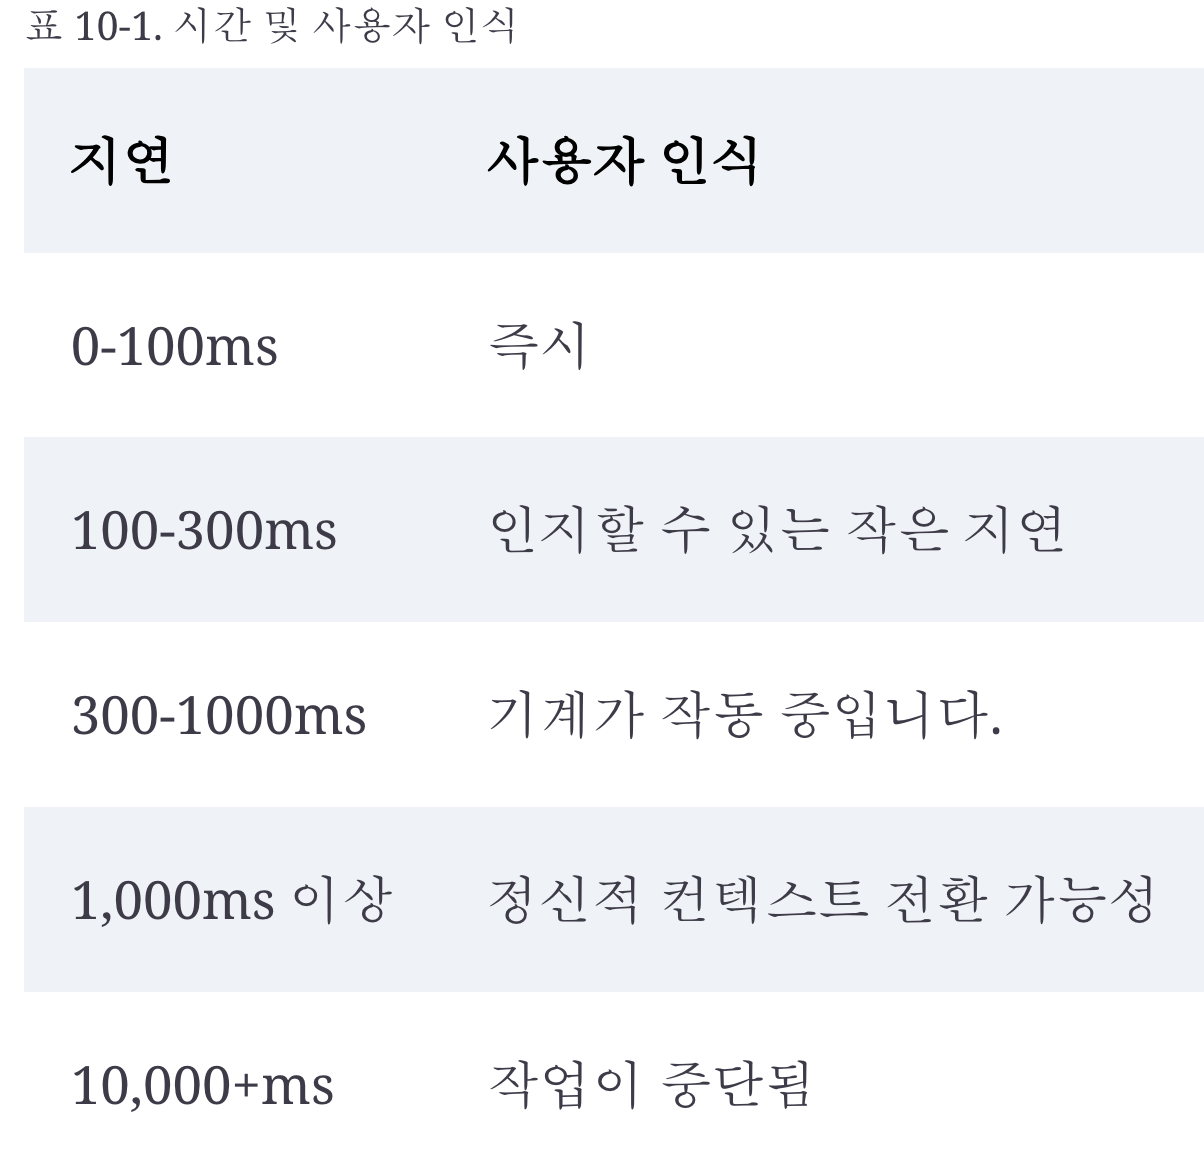 표 10-1. 시간 및 사용자 인식
지연 사용자 인식
0-100ms 즉시
100-300ms 인지할 수 있는 작은 지연
300-1000ms 기계가 작동 중입니다.
1,000ms 이상 정신적 컨텍스트 전환 가능성
10,000+ms 작업이 중단됨